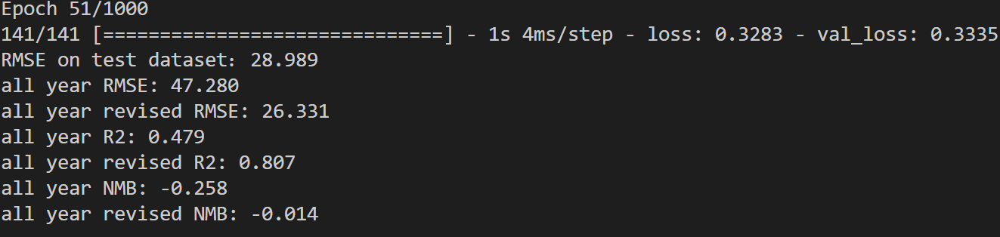 Epoch 51/1000
141/141 [==============================] - 1s 4ms/step - loss: 0.3283 - val_loss: 0.3335
RMSE on test dataset: 28.989
all year RMSE: 47.280
all year revised RMSE: 26.331
all year R2: 0.479
all year revised R2: 0.807
all year NMB: -0.258
all year revised NMB: -0.014